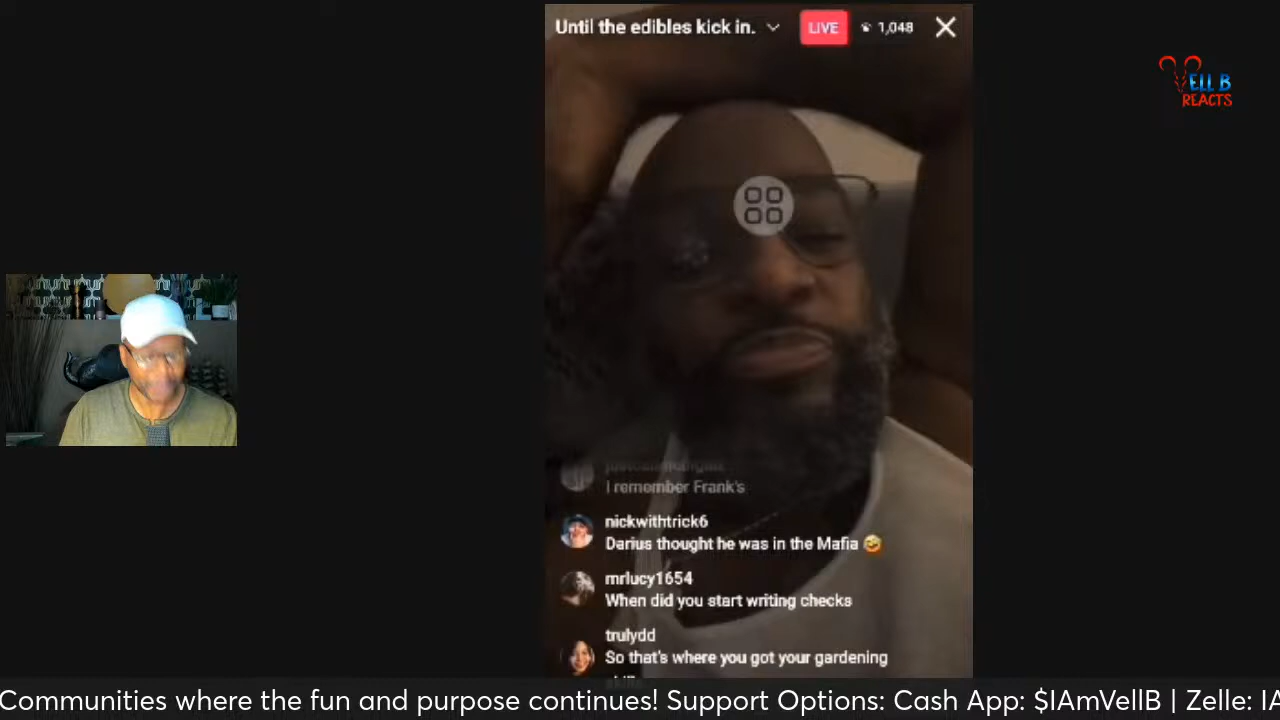 Until the edibles kick in.
LIVE
1,048
VELL B
REACTS
I remember Frank's
nickwithtrick6
Darius thought he was in the Mafia 🤣
mrlucy1654
When did you start writing checks
trulydd
So that's where you got your gardening
Communities where the fun and purpose continues! Support Options: Cash App: $IAmVellB | Zelle: IA